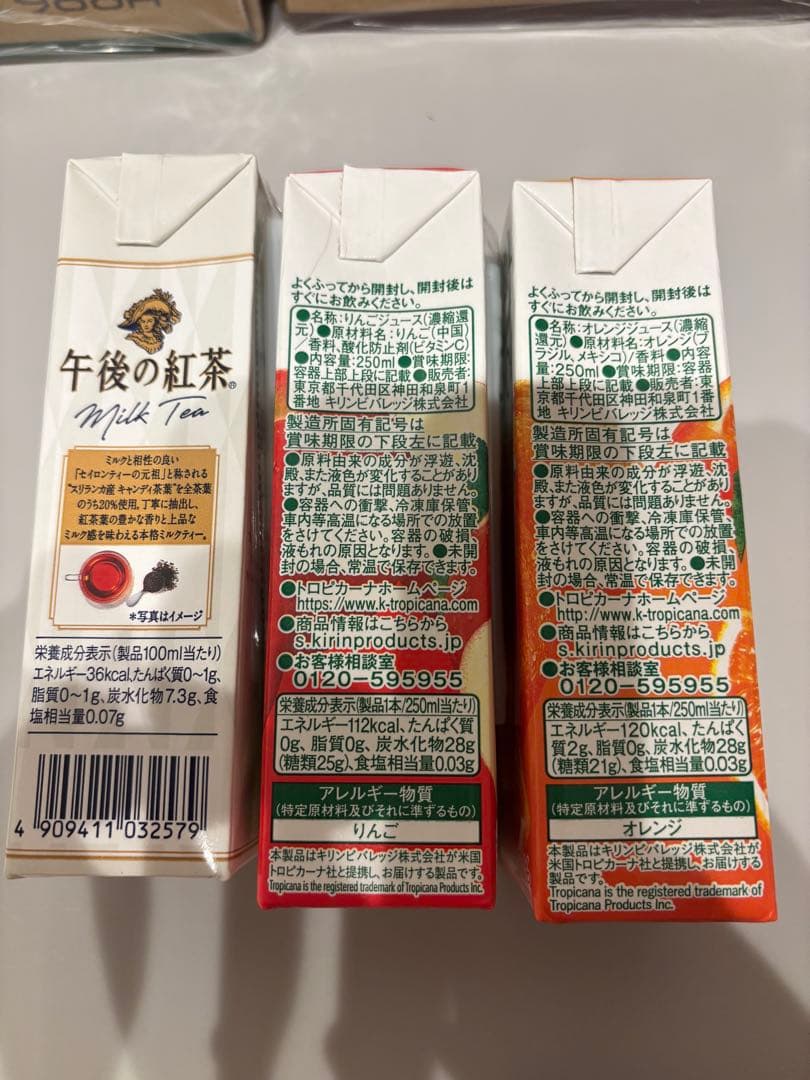 午後の紅茶®
Milk Tea
ミルクと相性の良い
「セイロンティーの元祖」と称される
"スリランカ産 キャンディ茶葉"を全茶葉
のうち20%使用。丁寧に抽出し、
紅茶葉の豊かな香りと上品な
ミルク感を味わえる本格ミルクティー。
*写真はイメージ
栄養成分表示(製品100ml当たり)
エネルギー36kcal、たんぱく質0~1g、
脂質0~1g、炭水化物7.3g、食
塩相当量0.07g
4 909411 032579
よくふってから開封し、開封後は
すぐにお飲みください。
●名称:りんごジュース(濃縮還
元)●原材料名:りんご(中国)
/香料、酸化防止剤(ビタミンC)
●内容量:250ml●賞味期限:
容器上部上段に記載●販売者:
東京都千代田区神田和泉町1
番地 キリンビバレッジ株式会社
製造所固有記号は
賞味期限の下段左に記載
●原料由来の成分が浮遊、沈
殿、また液色が変化することがあり
ますが、品質には問題ありません。
●容器への衝撃、冷凍庫保管、
車内等高温になる場所での放置
をさけてください。容器の破損、
液もれの原因となります。●未開
封の場合、常温で保存できます。
●トロピカーナホームページ
https://www.k-tropicana.com
●商品情報はこちらから
s.kirinproducts.jp
●お客様相談室
0120-595955
栄養成分表示(製品1本/250ml当たり)
エネルギー112kcal、たんぱく質
0g、脂質0g、炭水化物28g
(糖類25g)、食塩相当量0.03g
アレルギー物質
(特定原材料及びそれに準ずるもの)
りんご
本製品はキリンビバレッジ株式会社が米国
トロピカーナ社と提携し、お届けする製品です。
Tropicana is the registered trademark of Tropicana Products Inc.
よくふってから開封し、開封後は
すぐにお飲みください。
●名称:オレンジジュース(濃縮
還元)●原材料名:オレンジ(ブ
ラジル、メキシコ)/香料●内容
量:250ml●賞味期限:容器
上部上段に記載●販売者:東
京都千代田区神田和泉町1
番地 キリンビバレッジ株式会社
製造所固有記号は
賞味期限の下段左に記載
●原料由来の成分が浮遊、沈
殿、また液色が変化することがあり
ますが、品質には問題ありません。
●容器への衝撃、冷凍庫保管、
車内等高温になる場所での放置
をさけてください。容器の破損、
液もれの原因となります。●未開
封の場合、常温で保存できます。
●トロピカーナホームページ
http://www.k-tropicana.com
●商品情報はこちらから
s.kirinproducts.jp
●お客様相談室
0120-595955
栄養成分表示(製品1本/250ml当たり)
エネルギー120kcal、たんぱく
質2g、脂質0g、炭水化物28g
(糖類21g)、食塩相当量0.03g
アレルギー物質
(特定原材料及びそれに準ずるもの)
オレンジ
本製品はキリンビバレッジ株式会社が
米国トロピカーナ社と提携し、お届けする
製品です。
Tropicana is the registered trademark of
Tropicana Products Inc.